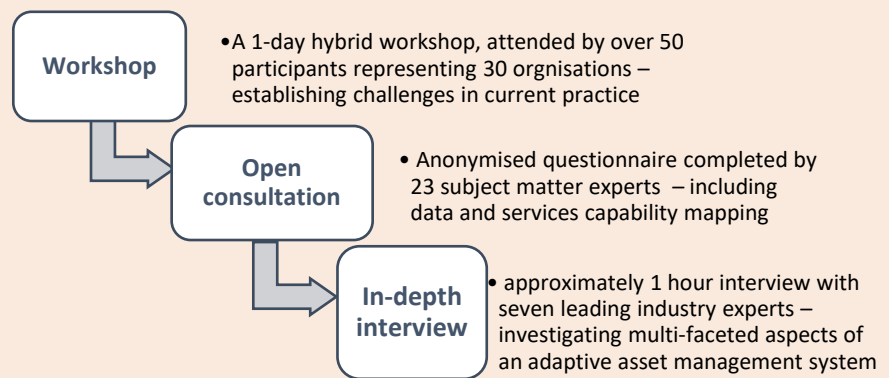 Workshop
•A 1-day hybrid workshop, attended by over 50
participants representing 30 orgnisations –
establishing challenges in current practice
Open
consultation
• Anonymised questionnaire completed by
23 subject matter experts – including
data and services capability mapping
In-depth
interview
• approximately 1 hour interview with
seven leading industry experts –
investigating multi-faceted aspects of
an adaptive asset management system